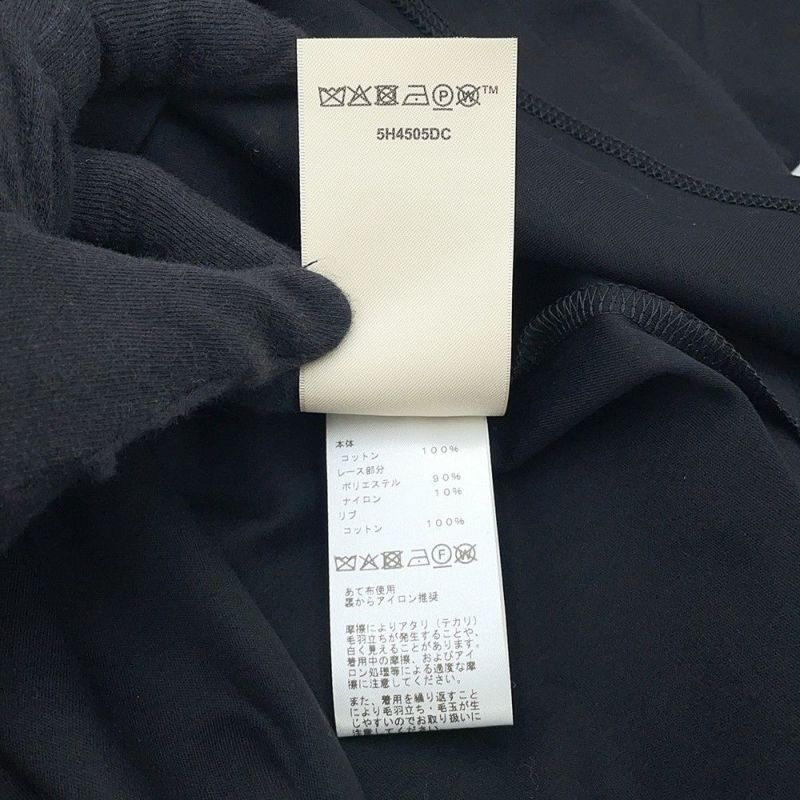 TM
5H4505DC
本体
コットン 100%
レース部分
ポリエステル 90%
ナイロン 10%
リブ
コットン 100%
P
W
F
W
あて布使用
裏からアイロン推奨
摩擦によりアタリ(テカリ)
毛羽立ちが発生することや、
白く見えることがあります。
着用中の摩擦、およびアイ
ロン処理等による過度な摩
擦に注意してください。
また、着用を繰り返すこと
により毛羽立ち・毛玉が生
じやすいのでお取り扱いに
注意してください。